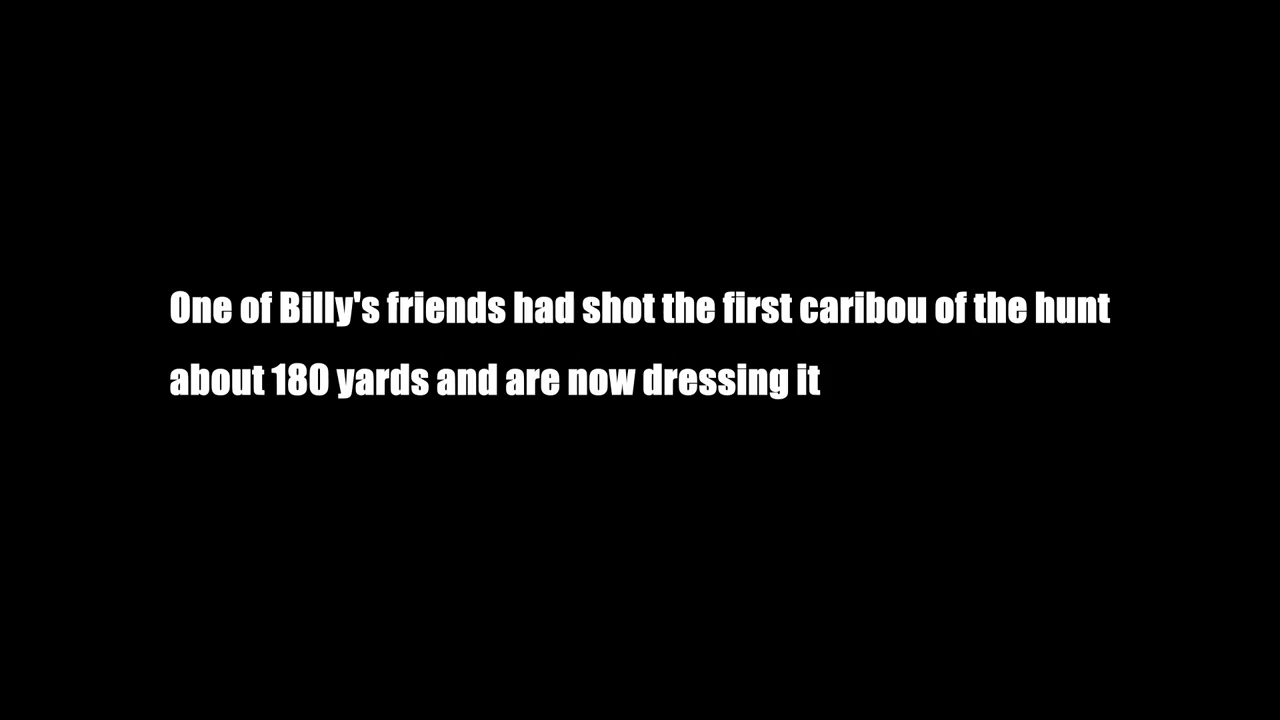 One of Billy's friends had shot the first caribou of the hunt
about 180 yards and are now dressing it